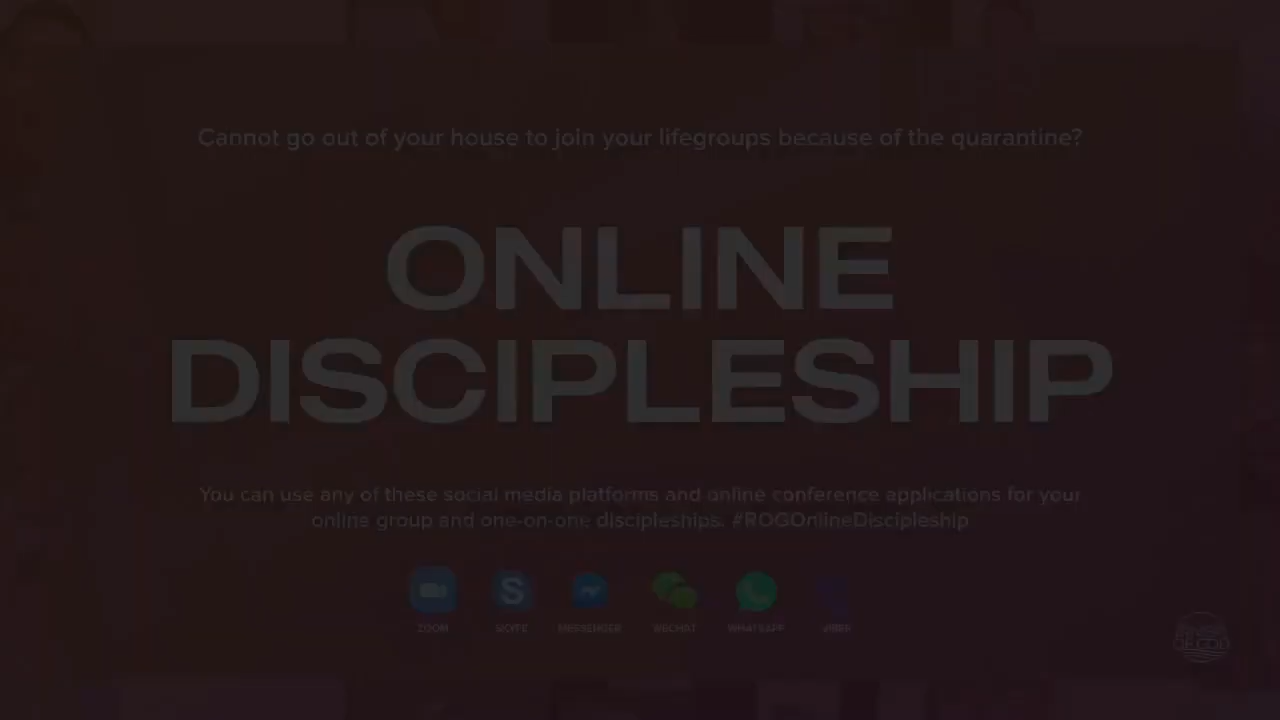 Cannot go out of your house to join your lifegroups because of the quarantine?
ONLINE
DISCIPLESHIP
You can use any of these social media platforms and online conference applications for your
online group and one-on-one discipleships. #ROGOnlineDiscipleship
ZOOM SKYPE MESSENGER WECHAT WHATSAPP VIBER
OF GOD